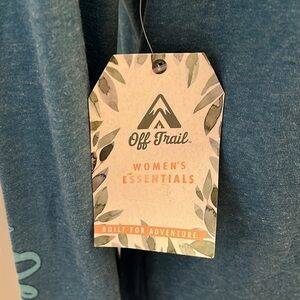 Off Trail
WOMEN'S
ESSENTIALS
BUILT FOR ADVENTURE